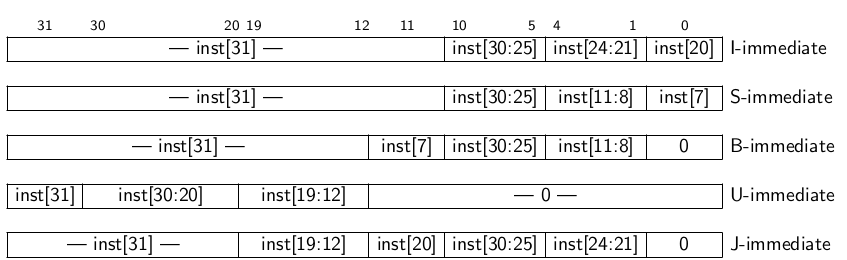 31 30 20 19 12 11 10 5 4 1 0
— inst[31] — inst[30:25] inst[24:21] inst[20] I-immediate
— inst[31] — inst[30:25] inst[11:8] inst[7] S-immediate
— inst[31] — inst[7] inst[30:25] inst[11:8] 0 B-immediate
inst[31] inst[30:20] inst[19:12] — 0 — U-immediate
— inst[31] — inst[19:12] inst[20] inst[30:25] inst[24:21] 0 J-immediate